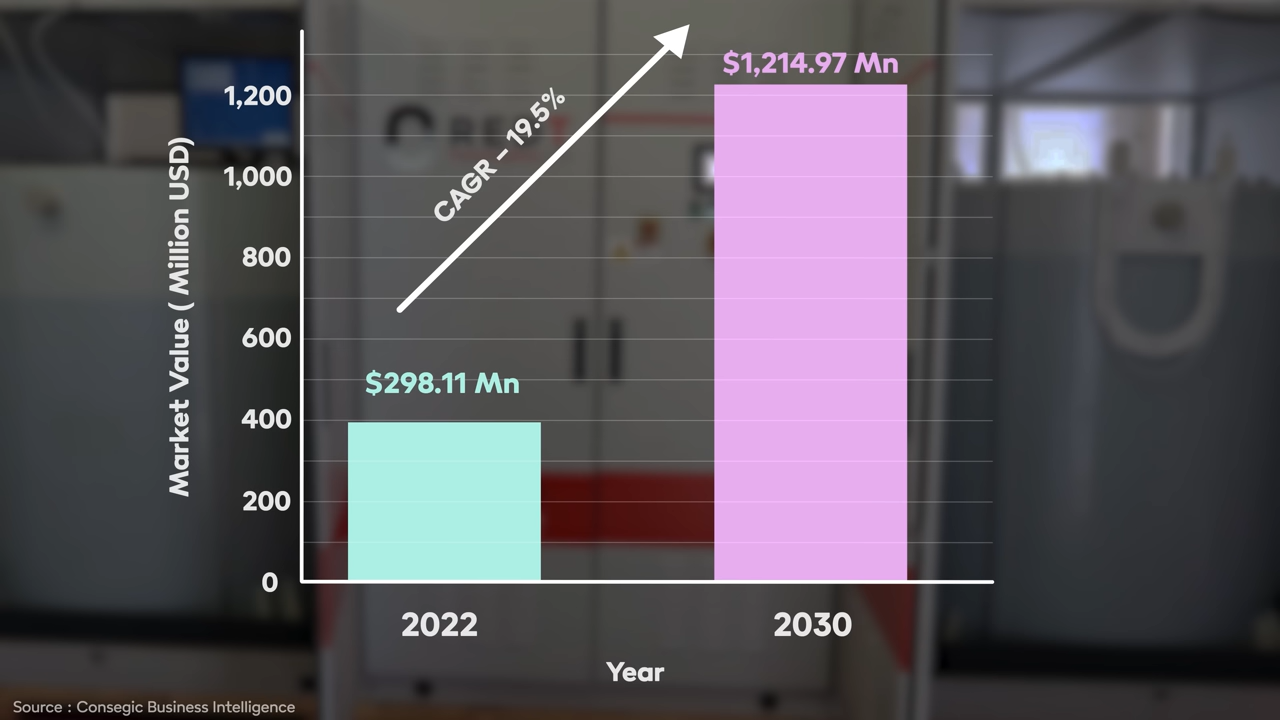 $1,214.97 Mn
CAGR – 19.5%
$298.11 Mn
Market Value ( Million USD)
1,200
1,000
800
600
400
200
0
2022
2030
Year
Source : Consegic Business Intelligence